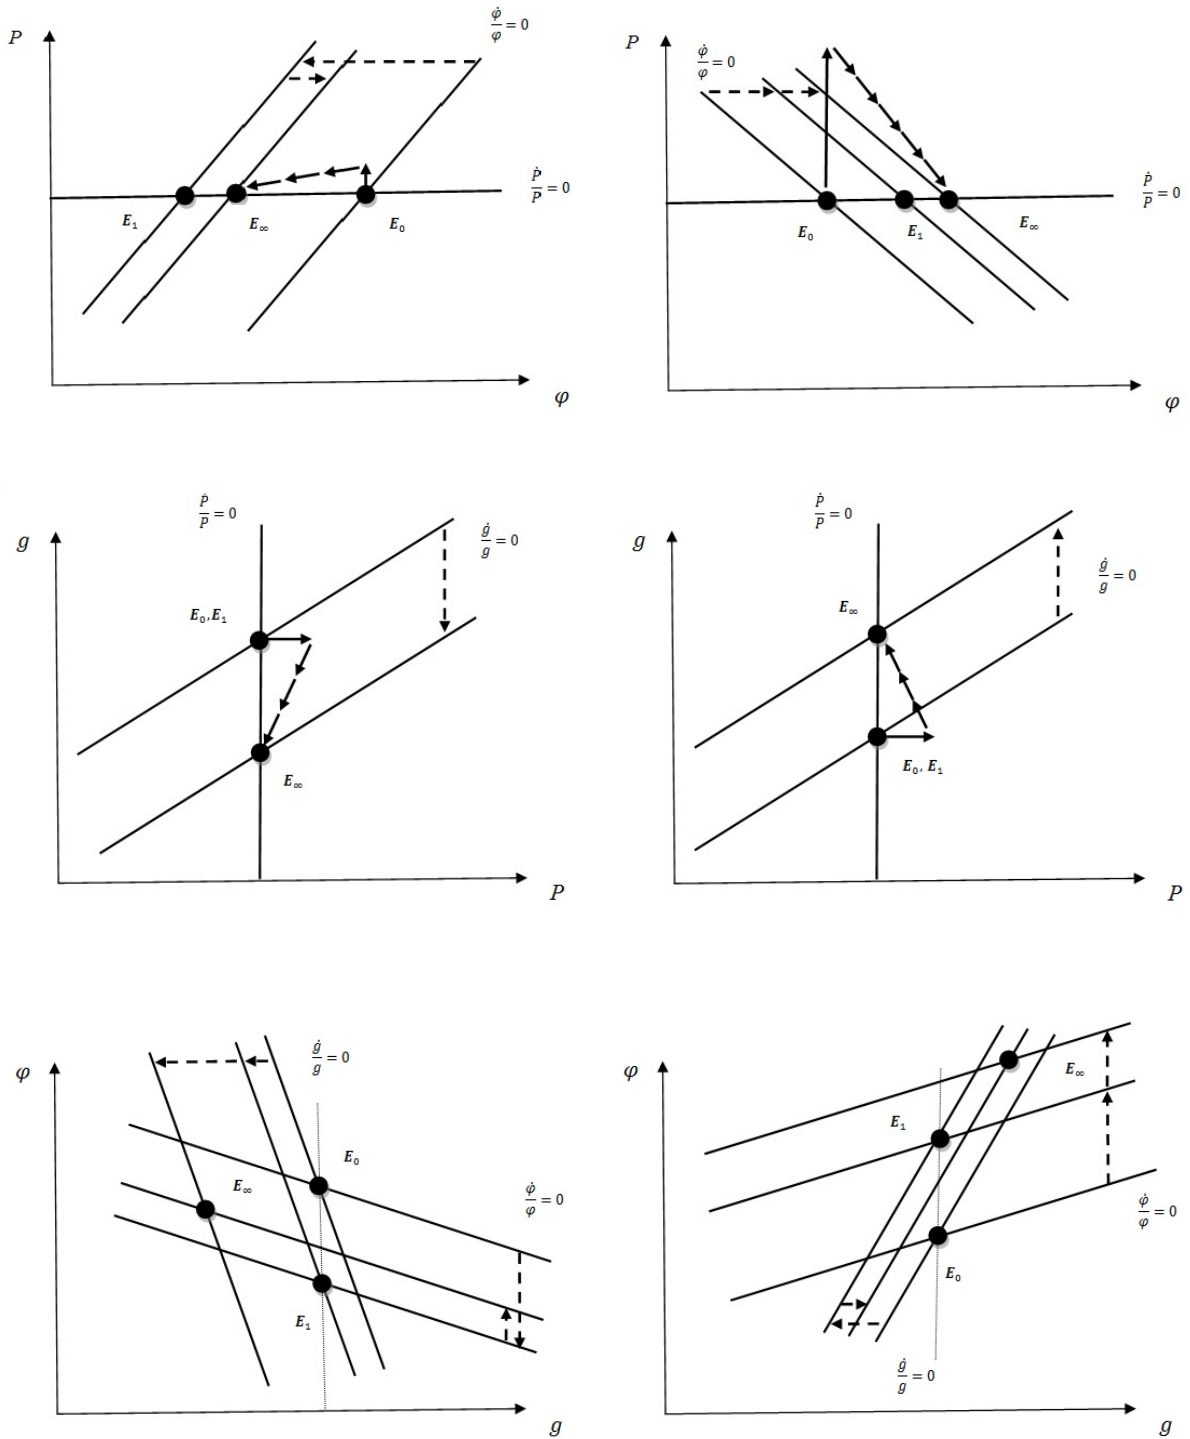 P
φ̇/φ = 0
Ṗ/P = 0
E₁
E∞
E₀
φ
P
φ̇/φ = 0
Ṗ/P = 0
E₀
E₁
E∞
φ
Ṗ/P = 0
g
ġ/g = 0
E₀,E₁
E∞
P
Ṗ/P = 0
g
ġ/g = 0
E∞
E₀, E₁
P
φ
ġ/g = 0
E₀
E∞
φ̇/φ = 0
E₁
g
φ
E∞
E₁
φ̇/φ = 0
E₀
ġ/g = 0
g